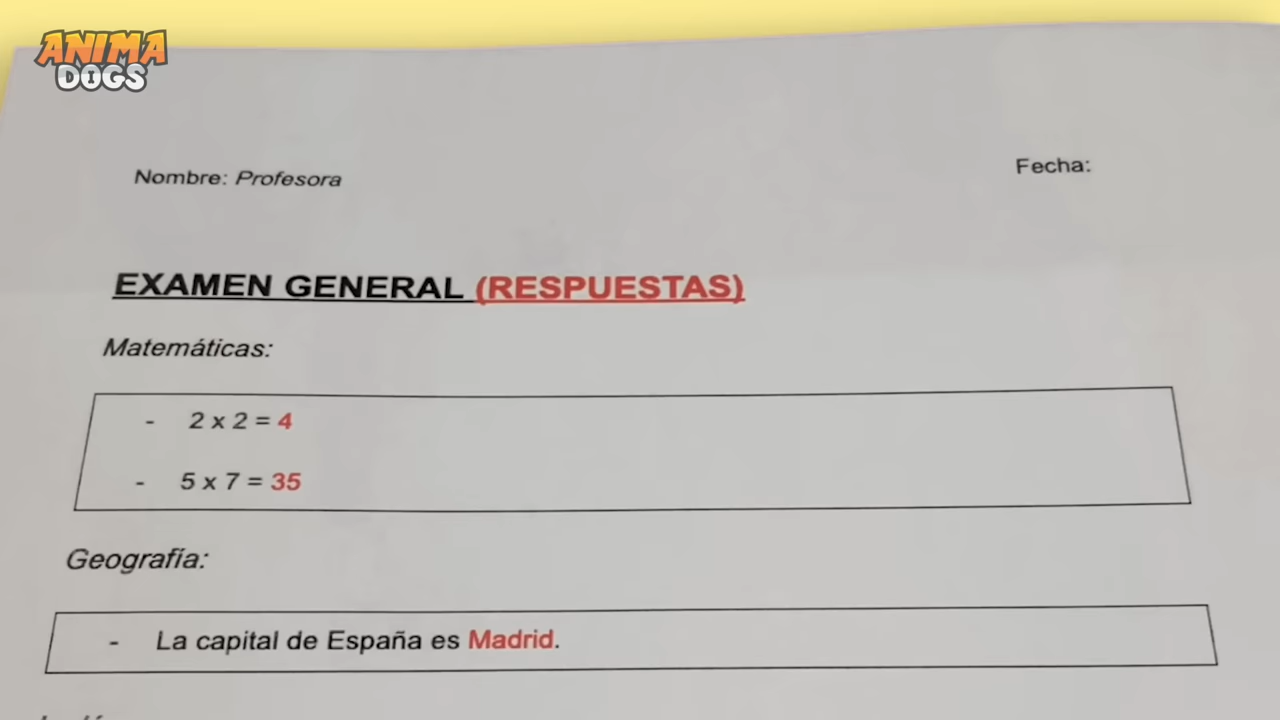 ANIMA
DOGS
Nombre: Profesora
Fecha:
EXAMEN GENERAL (RESPUESTAS)
Matemáticas:
- 2 x 2 = 4
- 5 x 7 = 35
Geografía:
- La capital de España es Madrid.